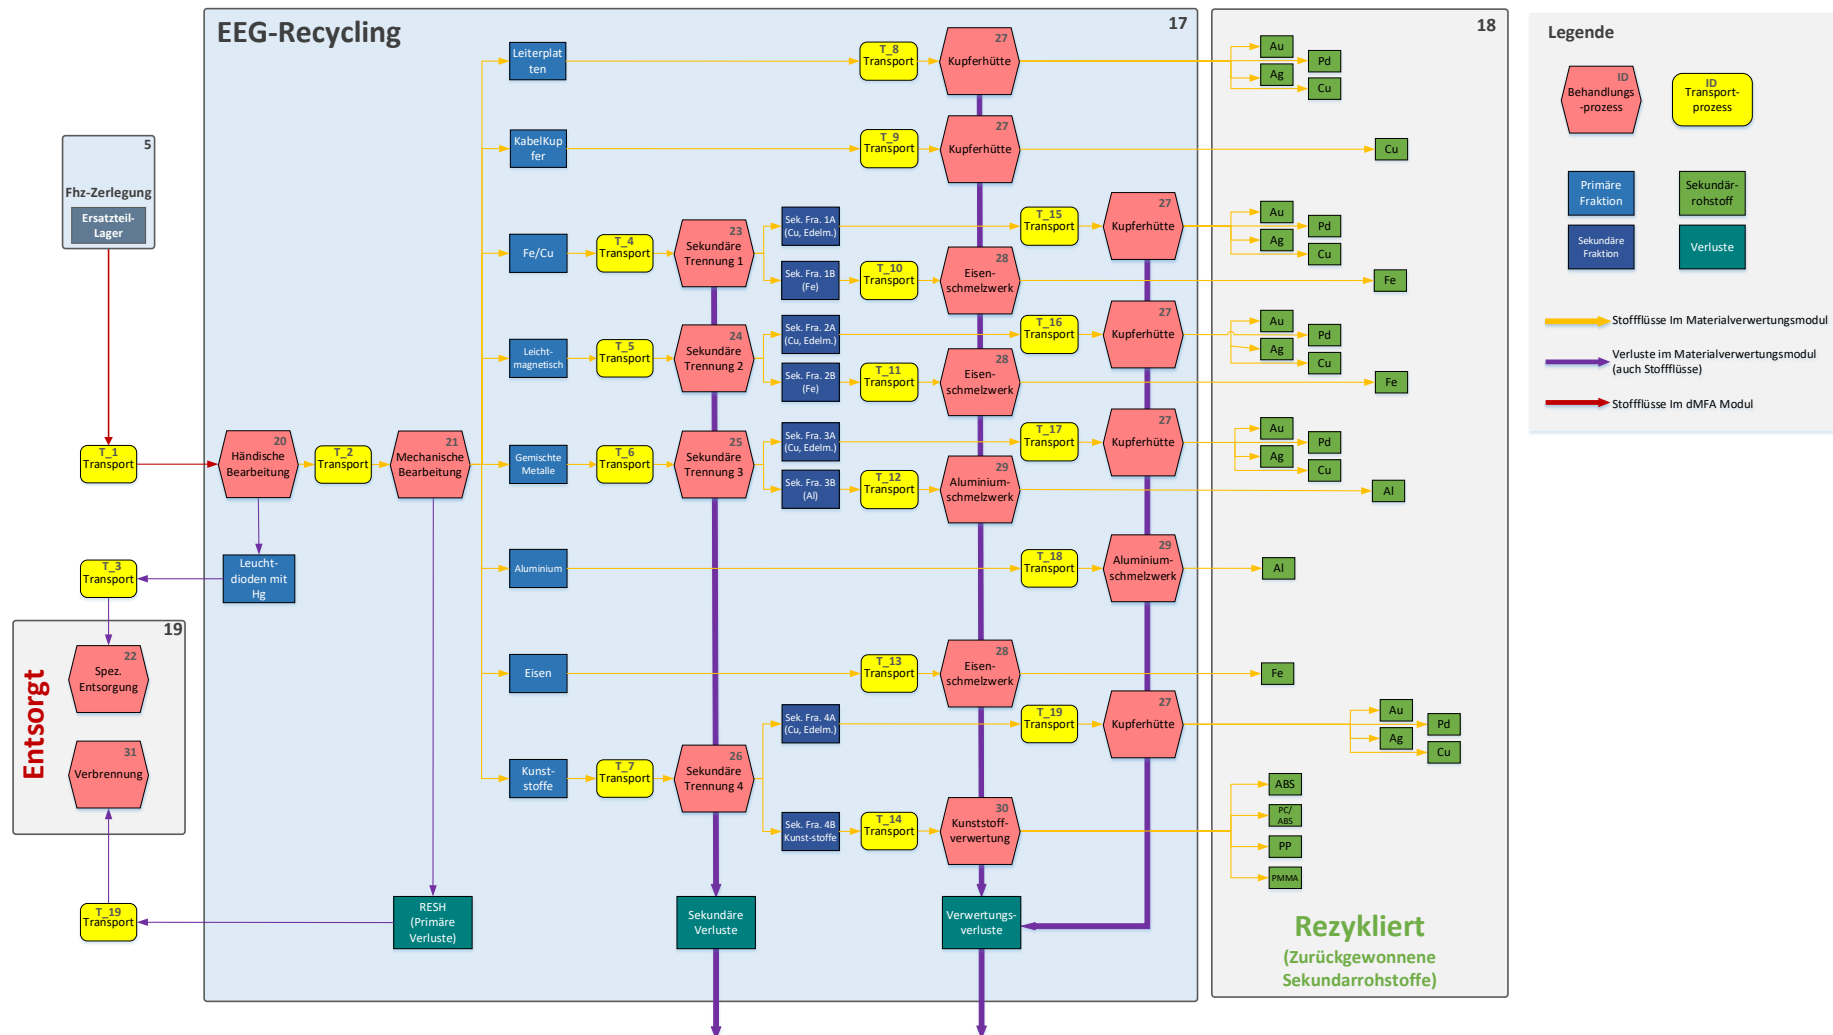 EEG-Recycling
17
18
5
Fhz-Zerlegung
Ersatzteil-
Lager
T_1
Transport
20
Händische
Bearbeitung
T_2
Transport
21
Mechanische
Bearbeitung
Leucht-
dioden mit
Hg
T_3
Transport
19
Entsorgt
22
Spez.
Entsorgung
31
Verbrennung
T_19
Transport
RESH
(Primäre
Verluste)
Leiterplat
ten
T_8
Transport
27
Kupferhütte
Au
Pd
Ag
Cu
KabelKup
fer
T_9
Transport
27
Kupferhütte
Cu
Fe/Cu
T_4
Transport
23
Sekundäre
Trennung 1
Sek. Fra. 1A
(Cu, Edelm.)
T_15
Transport
27
Kupferhütte
Au
Pd
Ag
Cu
Sek. Fra. 1B
(Fe)
T_10
Transport
28
Eisen-
schmelzwerk
Fe
Leicht-
magnetisch
T_5
Transport
24
Sekundäre
Trennung 2
Sek. Fra. 2A
(Cu, Edelm.)
T_16
Transport
27
Kupferhütte
Au
Pd
Ag
Cu
Sek. Fra. 2B
(Fe)
T_11
Transport
28
Eisen-
schmelzwerk
Fe
Gemischte
Metalle
T_6
Transport
25
Sekundäre
Trennung 3
Sek. Fra. 3A
(Cu, Edelm.)
T_17
Transport
27
Kupferhütte
Au
Pd
Ag
Cu
Sek. Fra. 3B
(Al)
T_12
Transport
29
Aluminium-
schmelzwerk
Al
Aluminium
T_18
Transport
29
Aluminium-
schmelzwerk
Al
Eisen
T_13
Transport
28
Eisen-
schmelzwerk
Fe
Kunst-
stoffe
T_7
Transport
26
Sekundäre
Trennung 4
Sek. Fra. 4A
(Cu, Edelm.)
T_19
Transport
27
Kupferhütte
Au
Pd
Ag
Cu
Sek. Fra. 4B
Kunst-stoffe
T_14
Transport
30
Kunststoff-
verwertung
ABS
PC/
ABS
PP
PMMA
Sekundäre
Verluste
Verwertungs-
verluste
Rezykliert
(Zurückgewonnene
Sekundarrohstoffe)
Legende
ID
Behandlungs
-prozess
ID
Transport-
prozess
Primäre
Fraktion
Sekundär-
rohstoff
Sekundäre
Fraktion
Verluste
Stoffflüsse Im Materialverwertungsmodul
Verluste im Materialverwertungsmodul
(auch Stoffflüsse)
Stoffflüsse Im dMFA Modul